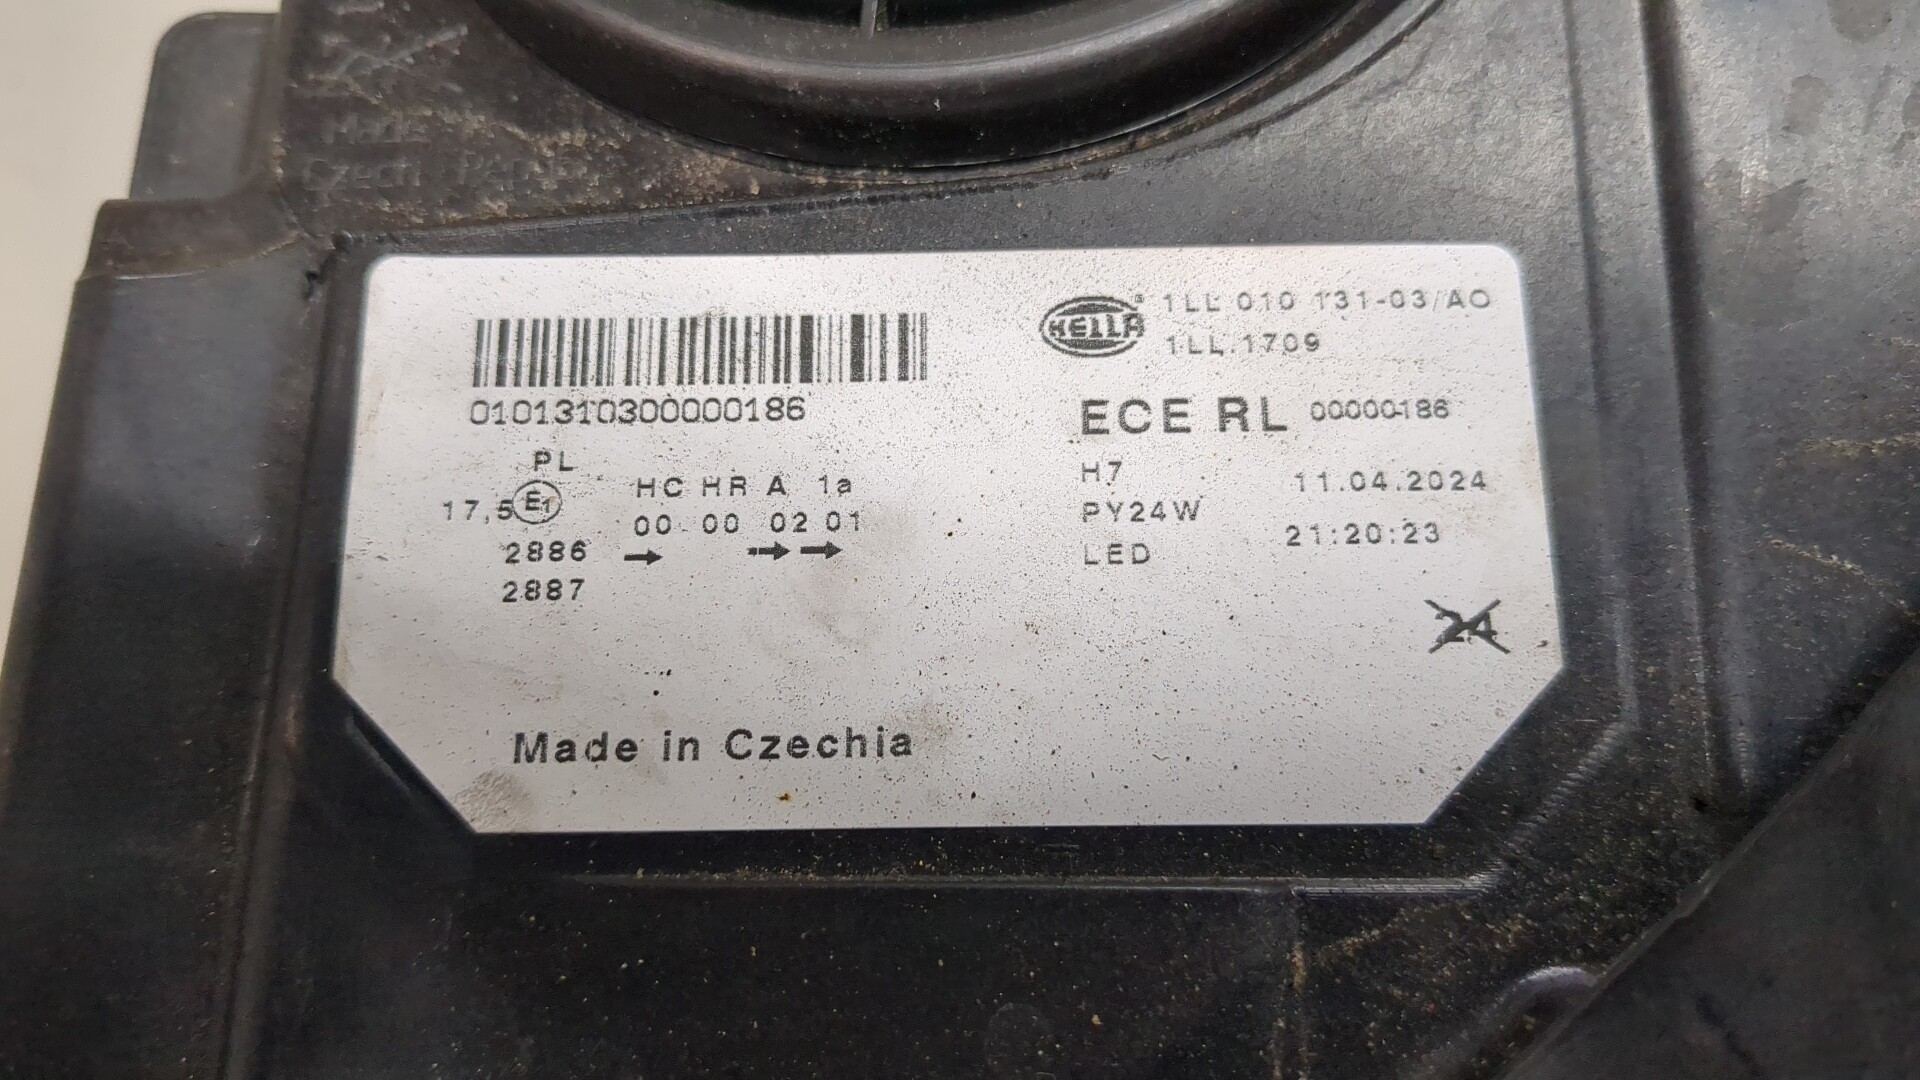 Made
Czech
HELLA
1LL 010 131-03/AO
1LL.1709
0101310300000186
ECE RL 00000186
PL
17,5 E1
HC HR A 1a
00 00 02 01
2886
2887
H7
PY24W
LED
11.04.2024
21:20:23
24
Made in Czechia